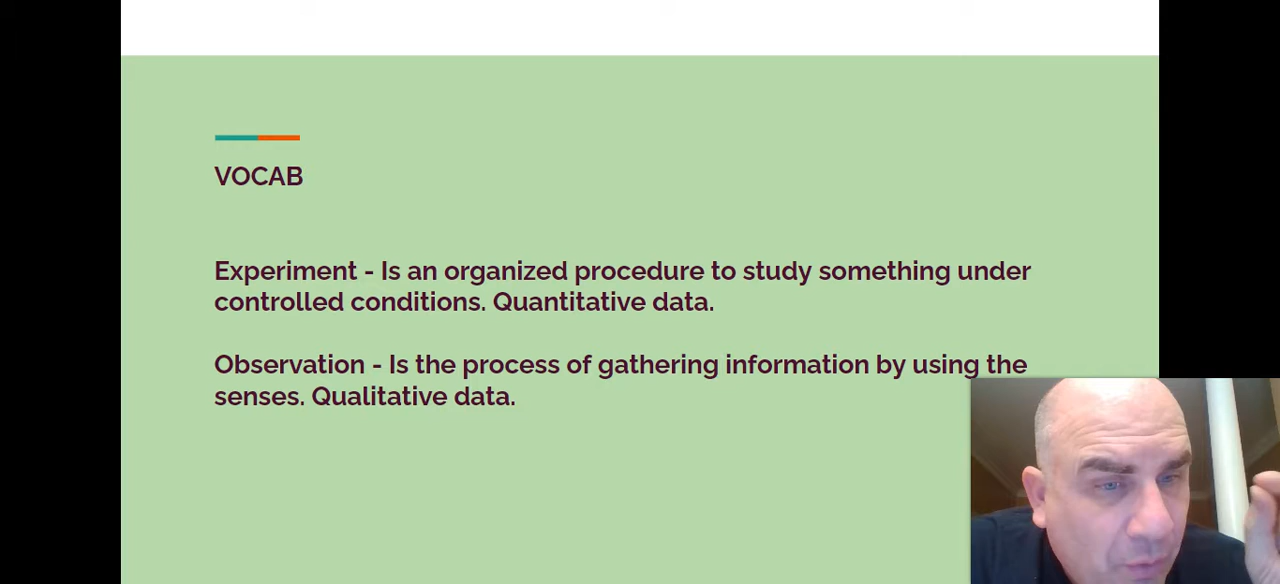 VOCAB
Experiment - Is an organized procedure to study something under
controlled conditions. Quantitative data.
Observation - Is the process of gathering information by using the
senses. Qualitative data.